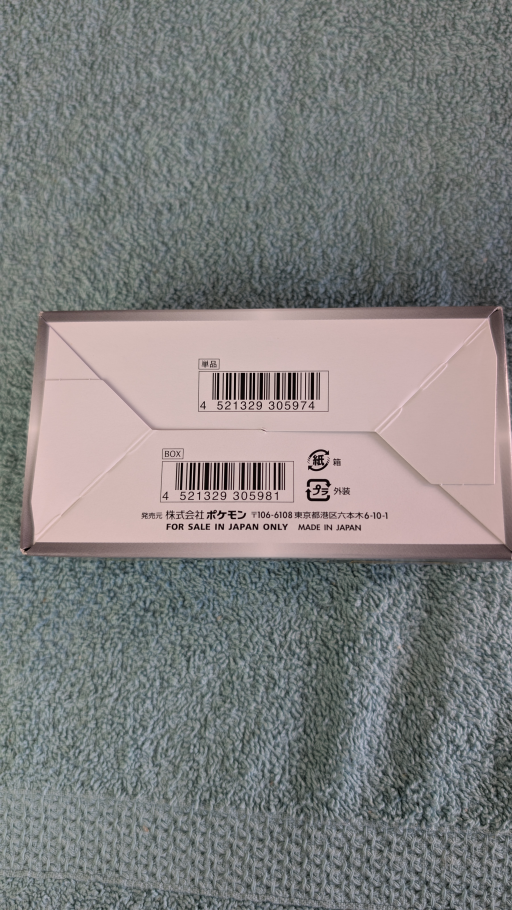 単品
4 521329 305974
BOX
4 521329 305981
紙 箱
プラ 外装
発売元 株式会社 ポケモン 〒106-6108 東京都港区六本木6-10-1
FOR SALE IN JAPAN ONLY MADE IN JAPAN